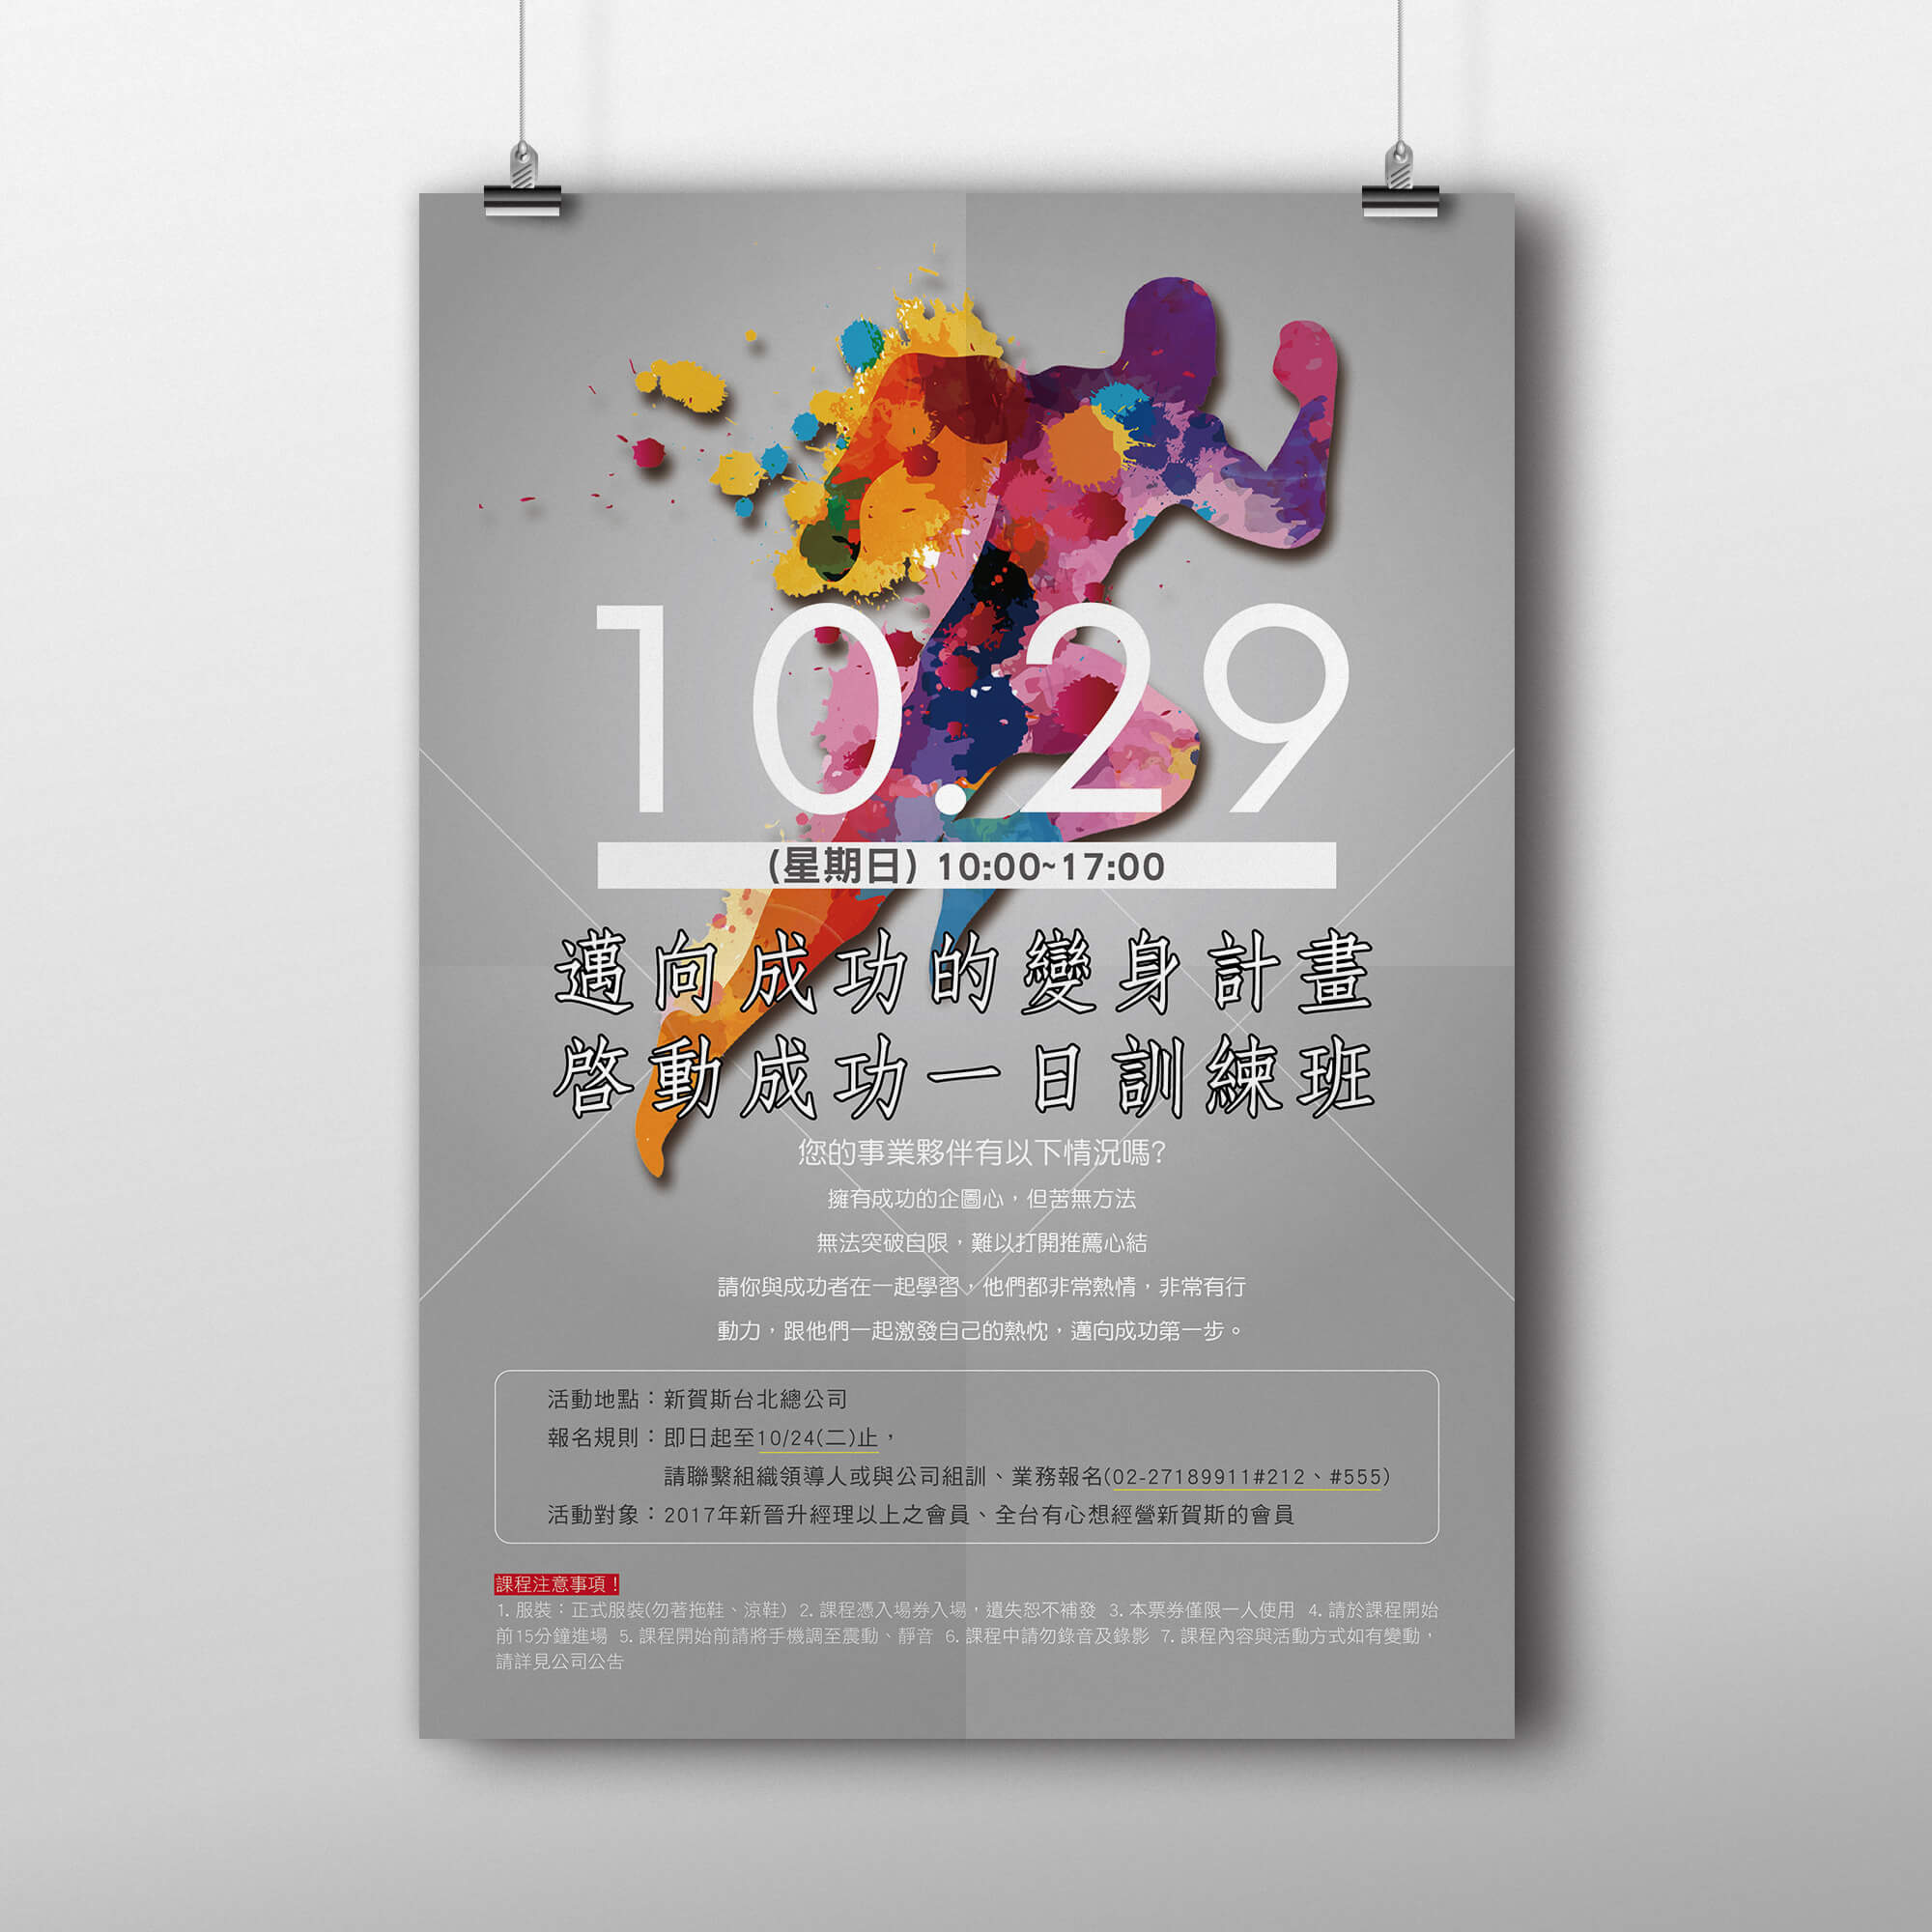 10.29
(星期日) 10:00~17:00
邁向成功的變身計畫
啓動成功一日訓練班
您的事業夥伴有以下情況嗎?
擁有成功的企圖心，但苦無方法
無法突破自限，難以打開推薦心結
請你與成功者在一起學習，他們都非常熱情，非常有行
動力，跟他們一起激發自己的熱忱，邁向成功第一步。
活動地點：新賀斯台北總公司
報名規則：即日起至10/24(二)止，
請聯繫組織領導人或與公司組訓、業務報名(02-27189911#212、#555)
活動對象：2017年新晉升經理以上之會員、全台有心想經營新賀斯的會員
課程注意事項！
1. 服裝：正式服裝(勿著拖鞋、涼鞋) 2. 課程憑入場券入場，遺失恕不補發 3. 本票券僅限一人使用 4. 請於課程開始
前15分鐘進場 5. 課程開始前請將手機調至震動、靜音 6. 課程中請勿錄音及錄影 7. 課程內容與活動方式如有變動，
請詳見公司公告